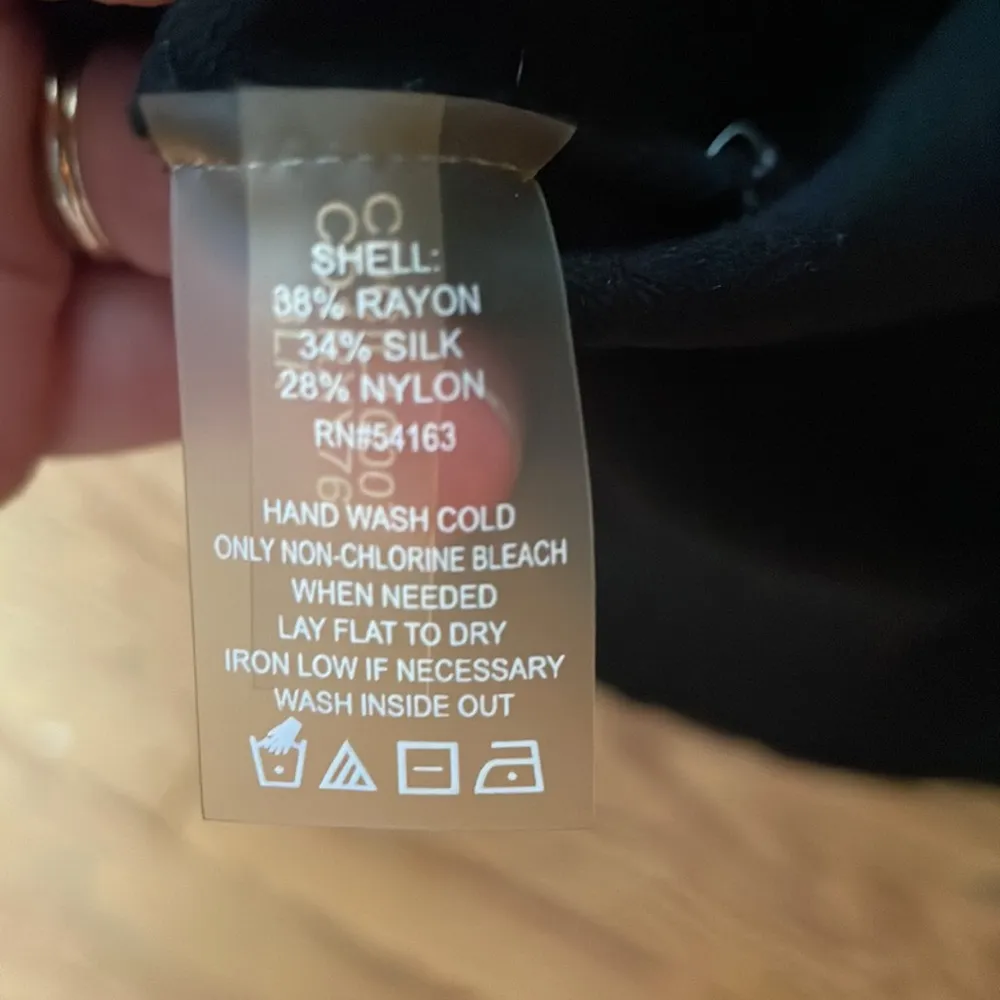 SHELL:
38% RAYON
34% SILK
28% NYLON
RN#54163
HAND WASH COLD
ONLY NON-CHLORINE BLEACH
WHEN NEEDED
LAY FLAT TO DRY
IRON LOW IF NECESSARY
WASH INSIDE OUT